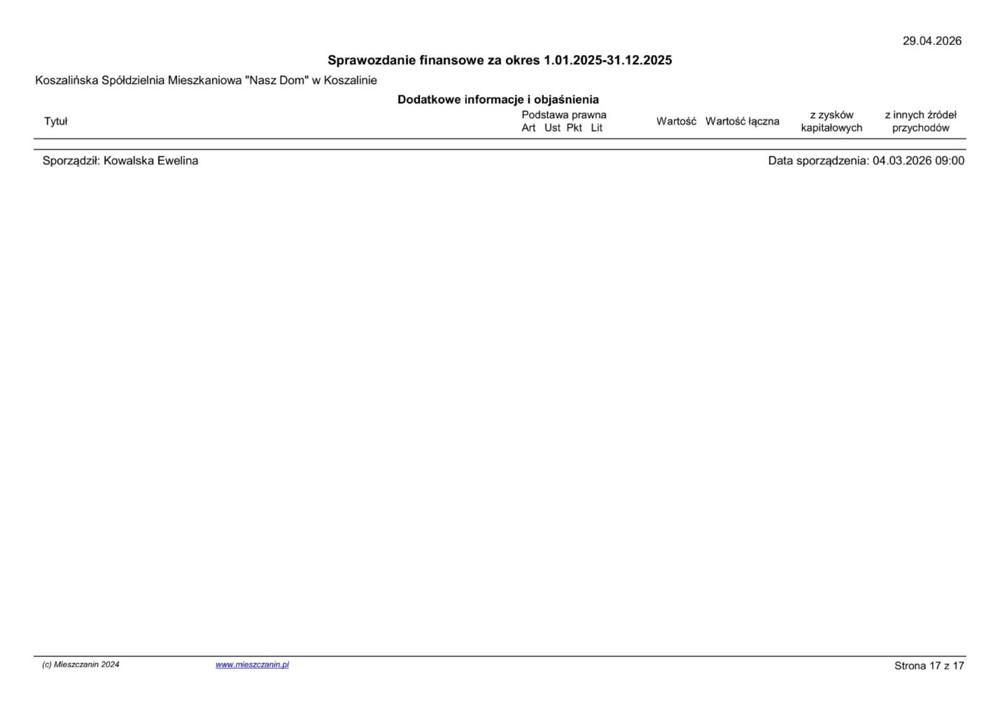 29.04.2026
Sprawozdanie finansowe za okres 1.01.2025-31.12.2025
Koszalińska Spółdzielnia Mieszkaniowa "Nasz Dom" w Koszalinie
Dodatkowe informacje i objaśnienia
Tytuł Podstawa prawna Wartość Wartość łączna z zysków z innych źródeł
Art Ust Pkt Lit kapitałowych przychodów
Sporządził: Kowalska Ewelina Data sporządzenia: 04.03.2026 09:00
(c) Mieszczanin 2024 www.mieszczanin.pl Strona 17 z 17